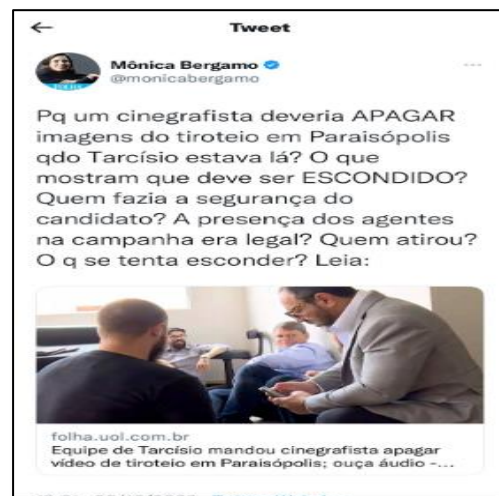 Tweet
Mônica Bergamo
@monicabergamo
Pq um cinegrafista deveria APAGAR
imagens do tiroteio em Paraisópolis
qdo Tarcísio estava lá? O que
mostram que deve ser ESCONDIDO?
Quem fazia a segurança do
candidato? A presença dos agentes
na campanha era legal? Quem atirou?
O q se tenta esconder? Leia:
folha.uol.com.br
Equipe de Tarcísio mandou cinegrafista apagar
vídeo de tiroteio em Paraisópolis; ouça áudio -...